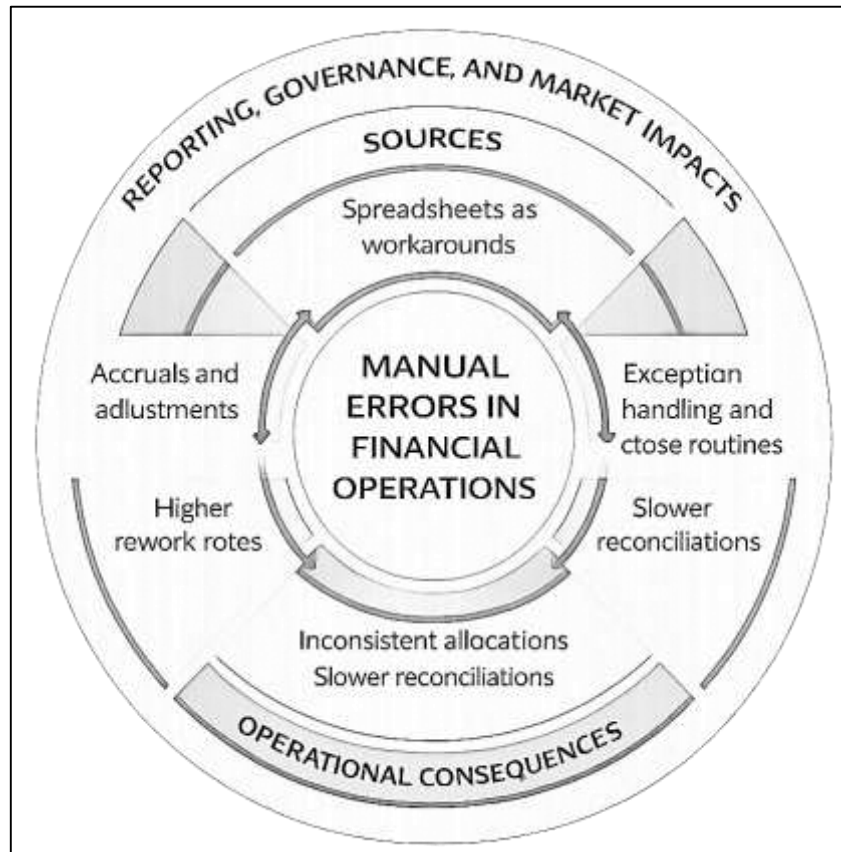 REPORTING, GOVERNANCE, AND MARKET IMPACTS
SOURCES
Spreadsheets as
workarounds
MANUAL
ERRORS IN
FINANCIAL
OPERATIONS
Accruals and
adlustments
Exception
handling and
ctose routines
Higher
rework rotes
Slower
reconciliations
Inconsistent allocations
Slower reconciliations
OPERATIONAL CONSEQUENCES